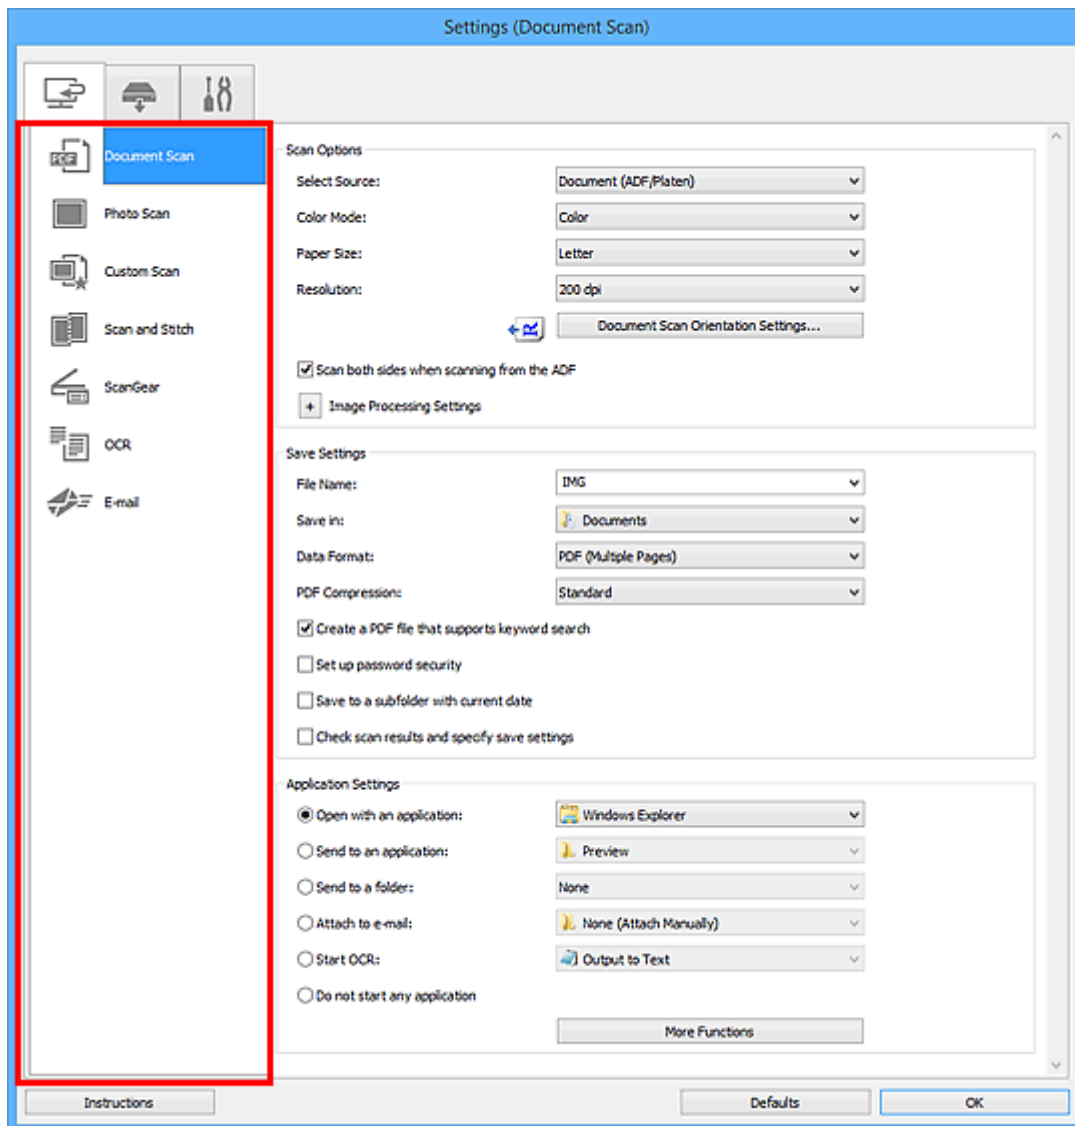 Settings (Document Scan)
PDF
Document Scan
Photo Scan
Custom Scan
Scan and Stitch
ScanGear
OCR
E-mail
Scan Options
Select Source: Document (ADF/Platen)
Color Mode: Color
Paper Size: Letter
Resolution: 200 dpi
R Document Scan Orientation Settings...
Scan both sides when scanning from the ADF
+ Image Processing Settings
Save Settings
File Name: IMG
Save in: Documents
Data Format: PDF (Multiple Pages)
PDF Compression: Standard
Create a PDF file that supports keyword search
Set up password security
Save to a subfolder with current date
Check scan results and specify save settings
Application Settings
Open with an application: Windows Explorer
Send to an application: Preview
Send to a folder: None
Attach to e-mail: None (Attach Manually)
Start OCR: Output to Text
Do not start any application
More Functions
Instructions Defaults OK